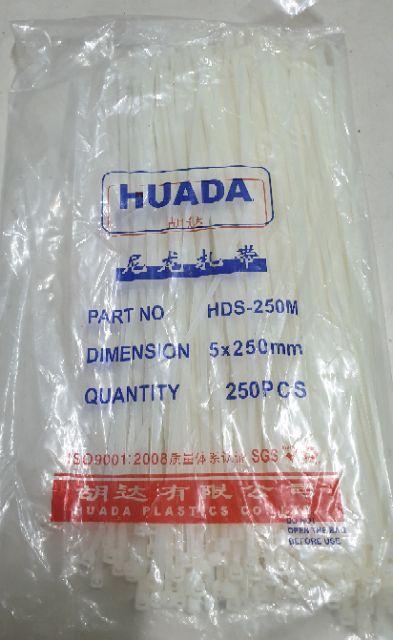 HUADA
胡达
尼龙扎带
PART NO HDS-250M
DIMENSION 5x250mm
QUANTITY 250PCS
ISO9001:2008质量体系认证 SGS
胡达有限公司
HUADA PLASTICS CO
DO NOT
OPEN THE BAG
BEFORE USE